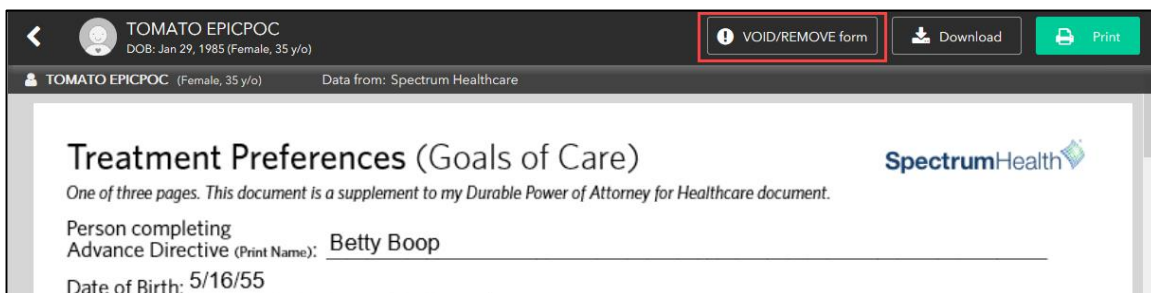 TOMATO EPICPOC
DOB: Jan 29, 1985 (Female, 35 y/o)
VOID/REMOVE form
Download
Print
TOMATO EPICPOC (Female, 35 y/o) Data from: Spectrum Healthcare
Treatment Preferences (Goals of Care)
SpectrumHealth
One of three pages. This document is a supplement to my Durable Power of Attorney for Healthcare document.
Person completing
Advance Directive (Print Name): Betty Boop
Date of Birth: 5/16/55